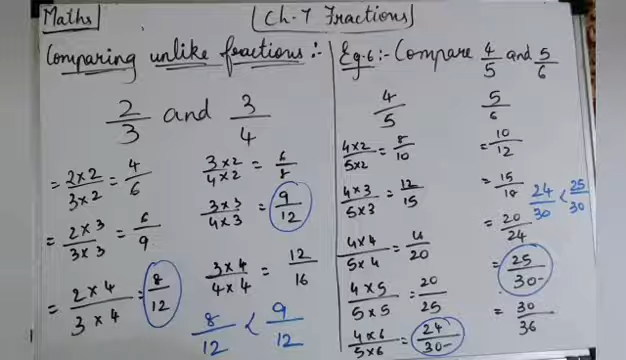 Maths
Ch-7 Fractions
Comparing unlike fractions :-
2/3 and 3/4
= 2×2/3×2 = 4/6
= 2×3/3×3 = 6/9
= 2×4/3×4 = 8/12
3×2/4×2 = 6/8
3×3/4×3 = 9/12
3×4/4×4 = 12/16
8/12 < 9/12
Eg.6 :- Compare 4/5 and 5/6
4/5
4×2/5×2 = 8/10
4×3/5×3 = 12/15
4×4/5×4 = /20
4×5/5×5 = 20/25
4×6/5×6 = 24/30
5/6
= 10/12
= 15/18
= 20/24
= 25/30
= 30/36
24/30 < 25/30